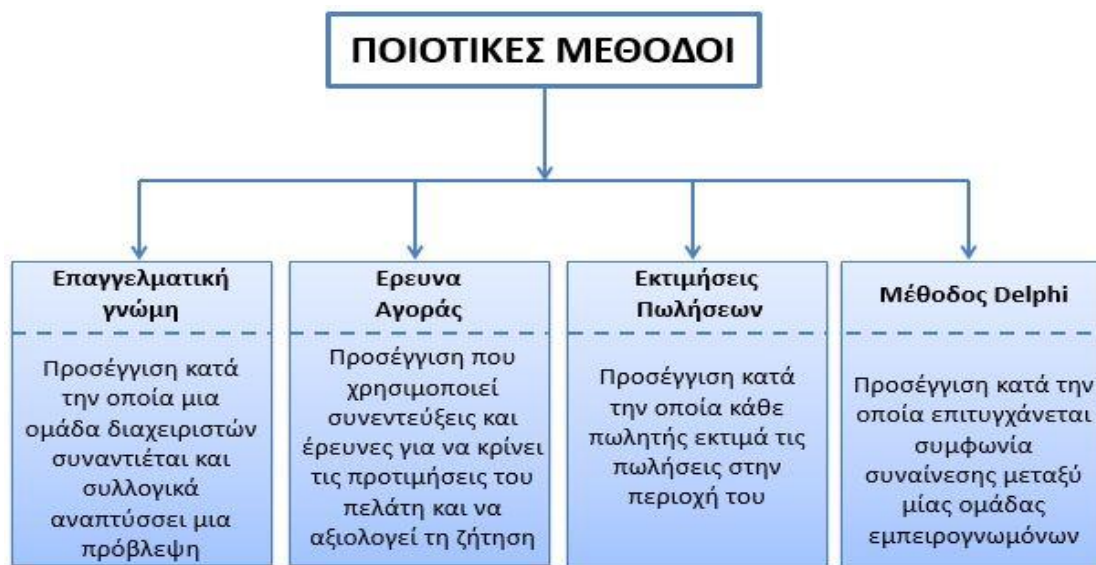 ΠΟΙΟΤΙΚΕΣ ΜΕΘΟΔΟΙ
Επαγγελματική
γνώμη
Προσέγγιση κατά
την οποία μια
ομάδα διαχειριστών
συναντιέται και
συλλογικά
αναπτύσσει μια
πρόβλεψη
Ερευνα
Αγοράς
Προσέγγιση που
χρησιμοποιεί
συνεντεύξεις και
έρευνες για να κρίνει
τις προτιμήσεις του
πελάτη και να
αξιολογεί τη ζήτηση
Εκτιμήσεις
Πωλήσεων
Προσέγγιση κατά
την οποία κάθε
πωλητής εκτιμά τις
πωλήσεις στην
περιοχή του
Μέθοδος Delphi
Προσέγγιση κατά την
οποία επιτυγχάνεται
συμφωνία
συναίνεσης μεταξύ
μίας ομάδας
εμπειρογνωμόνων